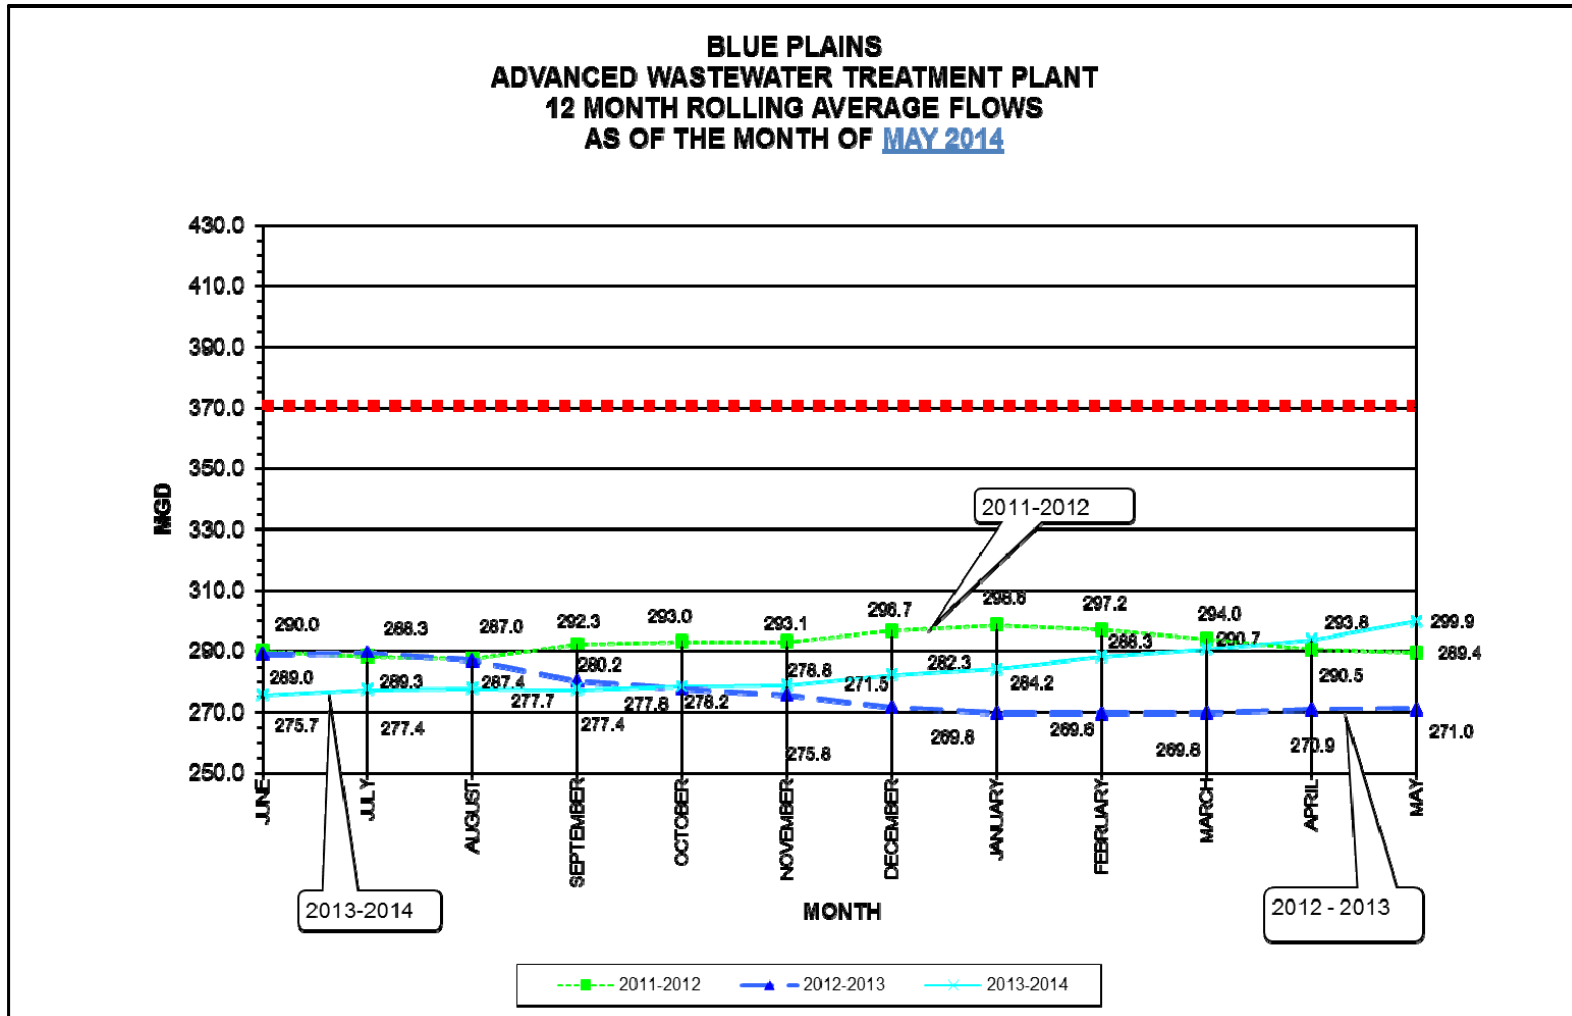 BLUE PLAINS
ADVANCED WASTEWATER TREATMENT PLANT
12 MONTH ROLLING AVERAGE FLOWS
AS OF THE MONTH OF MAY 2014
430.0
410.0
390.0
370.0
350.0
330.0
310.0
290.0
270.0
250.0
MGD
2011-2012
290.0 288.3 287.0 292.3 293.0 293.1 296.7 298.6 297.2 294.0 293.8 299.9
280.2 278.8 282.3 288.3 290.7 289.4
289.0 289.3 287.4 277.7 277.8 278.2 271.5 284.2 290.5
275.7 277.4 277.4 275.8 269.8 269.6 269.8 270.9 271.0
JUNE
JULY
AUGUST
SEPTEMBER
OCTOBER
NOVEMBER
DECEMBER
JANUARY
FEBRUARY
MARCH
APRIL
MAY
2013-2014
MONTH
2012 - 2013
2011-2012 2012-2013 2013-2014